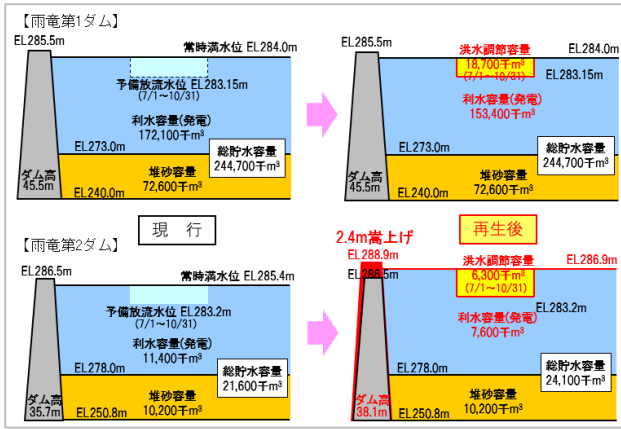 【雨竜第1ダム】
EL285.5m
常時満水位 EL284.0m
予備放流水位 EL283.15m
(7/1～10/31)
利水容量(発電)
172,100千m³
EL273.0m
総貯水容量
244,700千m³
ダム高
45.5m
堆砂容量
72,600千m³
EL240.0m
EL285.5m
洪水調節容量
18,700千m³
(7/1～10/31)
EL284.0m
EL283.15m
利水容量(発電)
153,400千m³
EL273.0m
総貯水容量
244,700千m³
ダム高
45.5m
堆砂容量
72,600千m³
EL240.0m
現 行
再生後
【雨竜第2ダム】
EL286.5m
常時満水位 EL285.4m
予備放流水位 EL283.2m
(7/1～10/31)
利水容量(発電)
11,400千m³
EL278.0m
総貯水容量
21,600千m³
ダム高
35.7m
堆砂容量
10,200千m³
EL250.8m
2.4m嵩上げ
EL288.9m
EL286.5m
洪水調節容量
6,300千m³
(7/1～10/31)
EL286.9m
EL283.2m
利水容量(発電)
7,600千m³
EL278.0m
総貯水容量
24,100千m³
ダム高
38.1m
堆砂容量
10,200千m³
EL250.8m